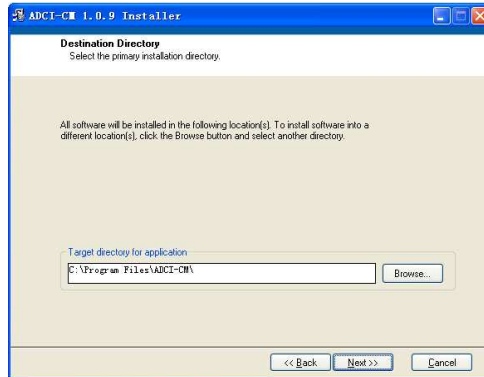 ADCI-CM 1.0.9 Installer
Destination Directory
Select the primary installation directory.
All software will be installed in the following location(s). To install software into a
different location(s), click the Browse button and select another directory.
Target directory for application
C:\Program Files\ADCI-CM\
Browse...
<< Back
Next >>
Cancel